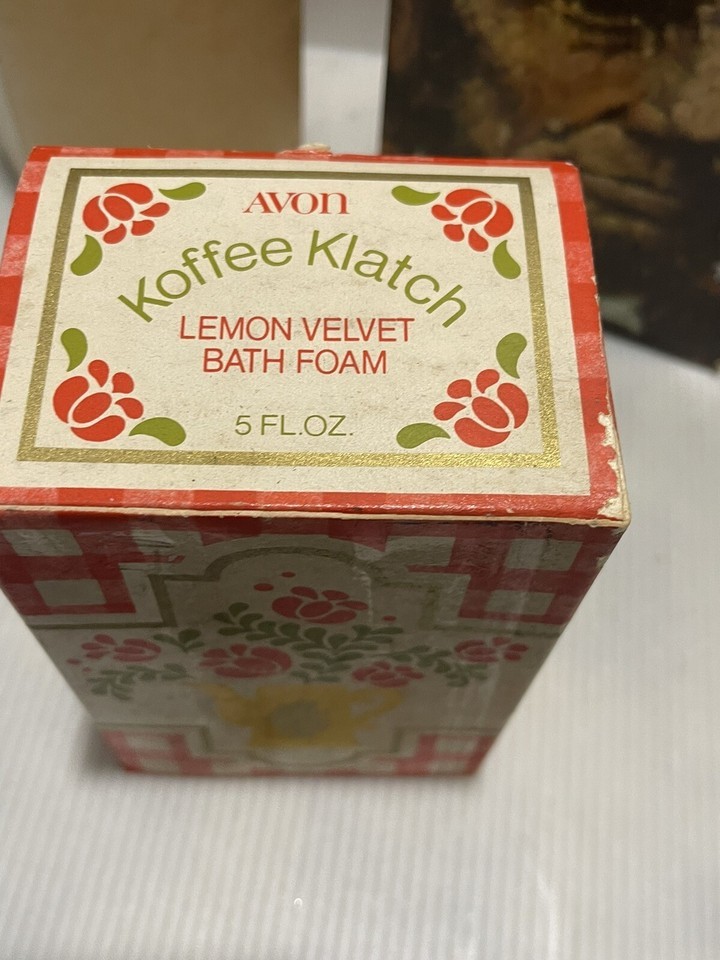 AVON
Koffee Klatch
LEMON VELVET
BATH FOAM
5 FL.OZ.